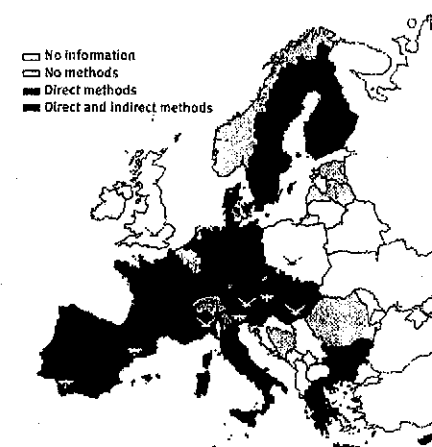 No information
No methods
Direct methods
Direct and indirect methods